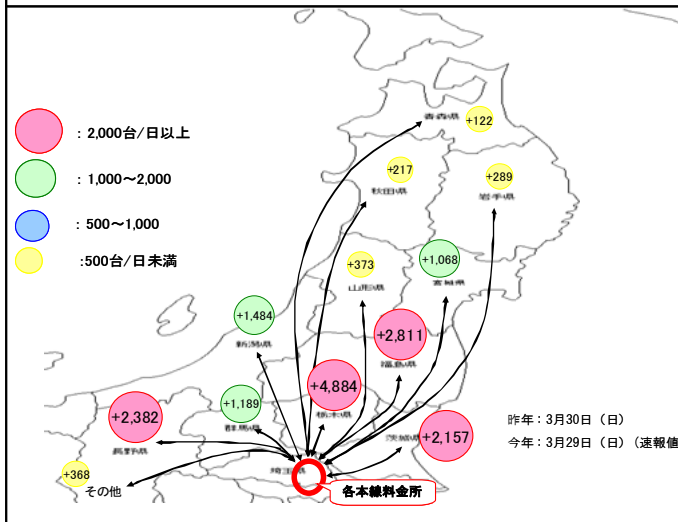 : 2,000台/日以上
: 1,000～2,000
: 500～1,000
:500台/日未満
青森県
+122
+217
秋田県
+289
岩手県
+373
山形県
+1,068
宮城県
+1,484
新潟県
+2,811
福島県
+4,884
栃木県
+1,189
群馬県
+2,382
長野県
+2,157
茨城県
+368
その他
埼玉県
各本線料金所
昨年：3月30日（日）
今年：3月29日（日）（速報値